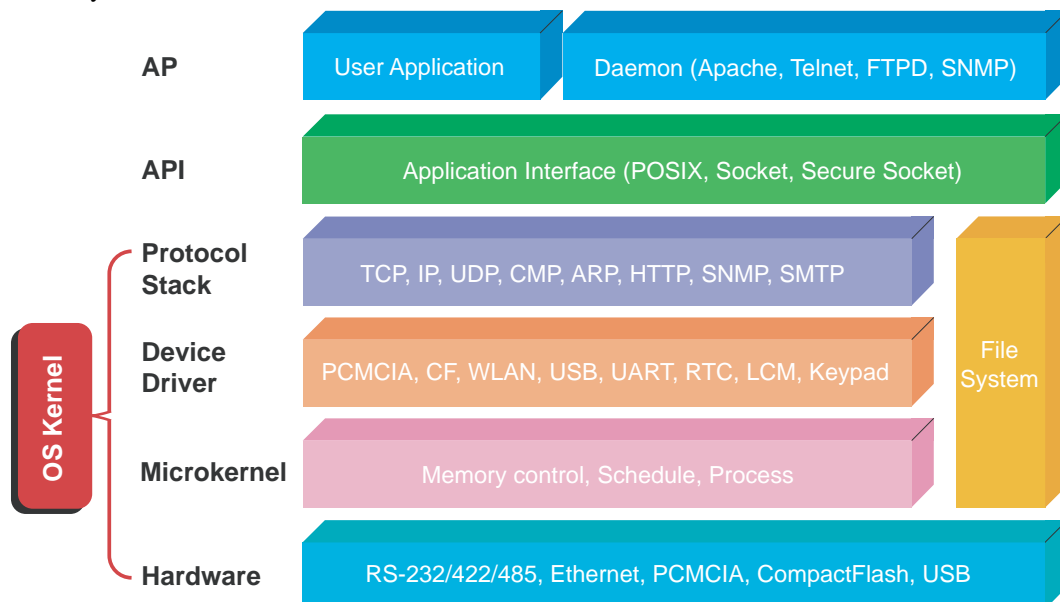 AP
User Application
Daemon (Apache, Telnet, FTPD, SNMP)
API
Application Interface (POSIX, Socket, Secure Socket)
Protocol
Stack
TCP, IP, UDP, CMP, ARP, HTTP, SNMP, SMTP
Device
Driver
PCMCIA, CF, WLAN, USB, UART, RTC, LCM, Keypad
File
System
OS Kernel
Microkernel
Memory control, Schedule, Process
Hardware
RS-232/422/485, Ethernet, PCMCIA, CompactFlash, USB